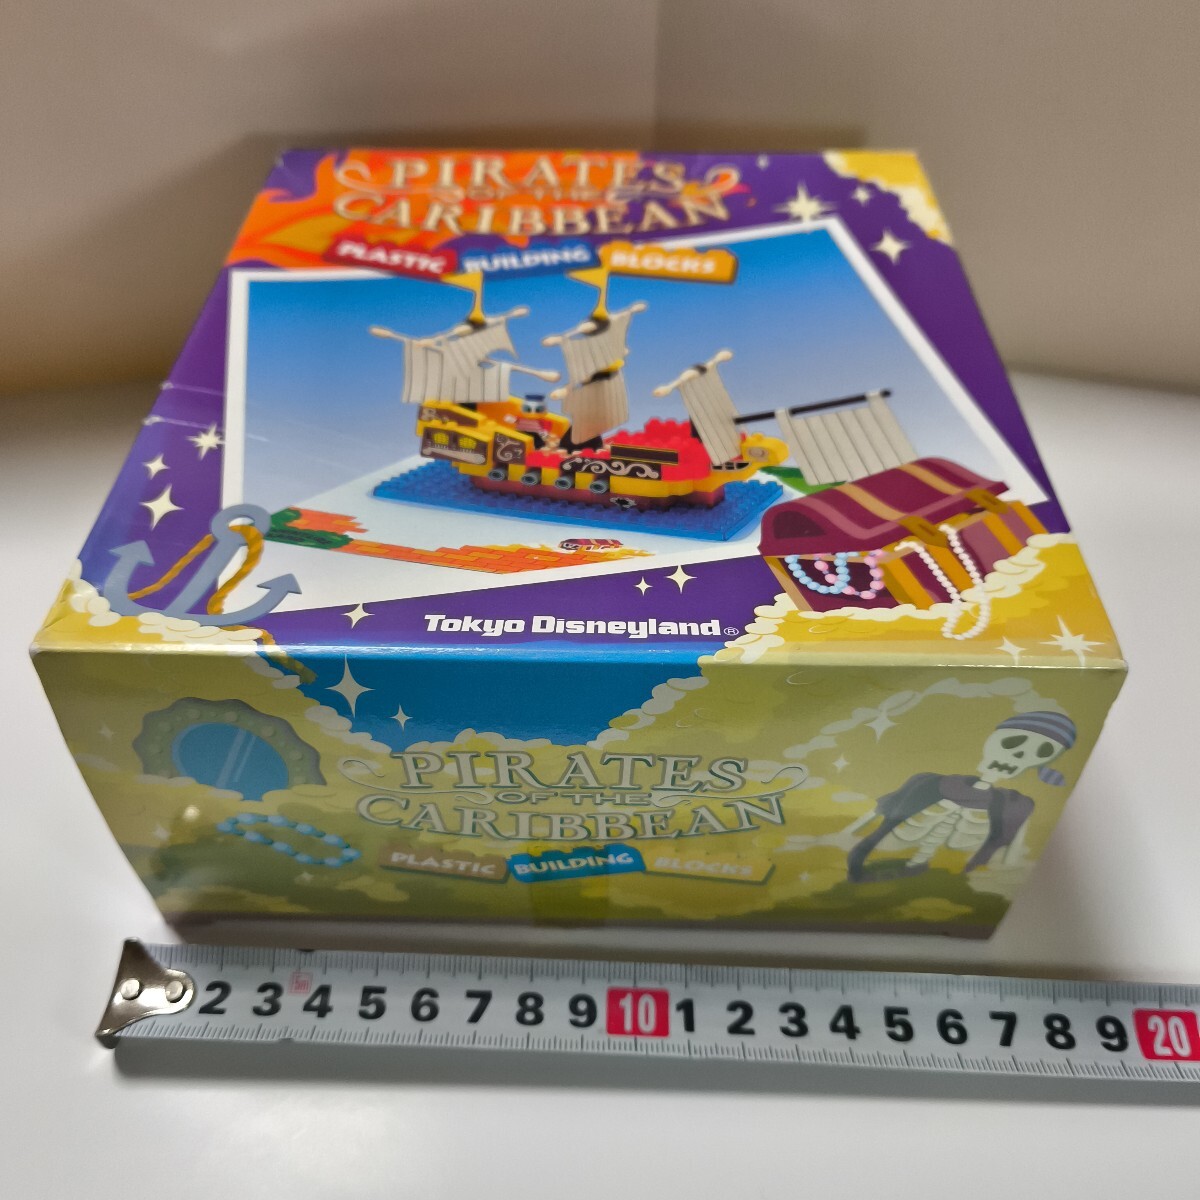 PIRATES
OF THE
CARIBBEAN
PLASTIC BUILDING BLOCKS
Tokyo Disneyland®
PIRATES
OF THE
CARIBBEAN
PLASTIC BUILDING BLOCKS
2 3 4 5 6 7 8 9 10 1 2 3 4 5 6 7 8 9 20